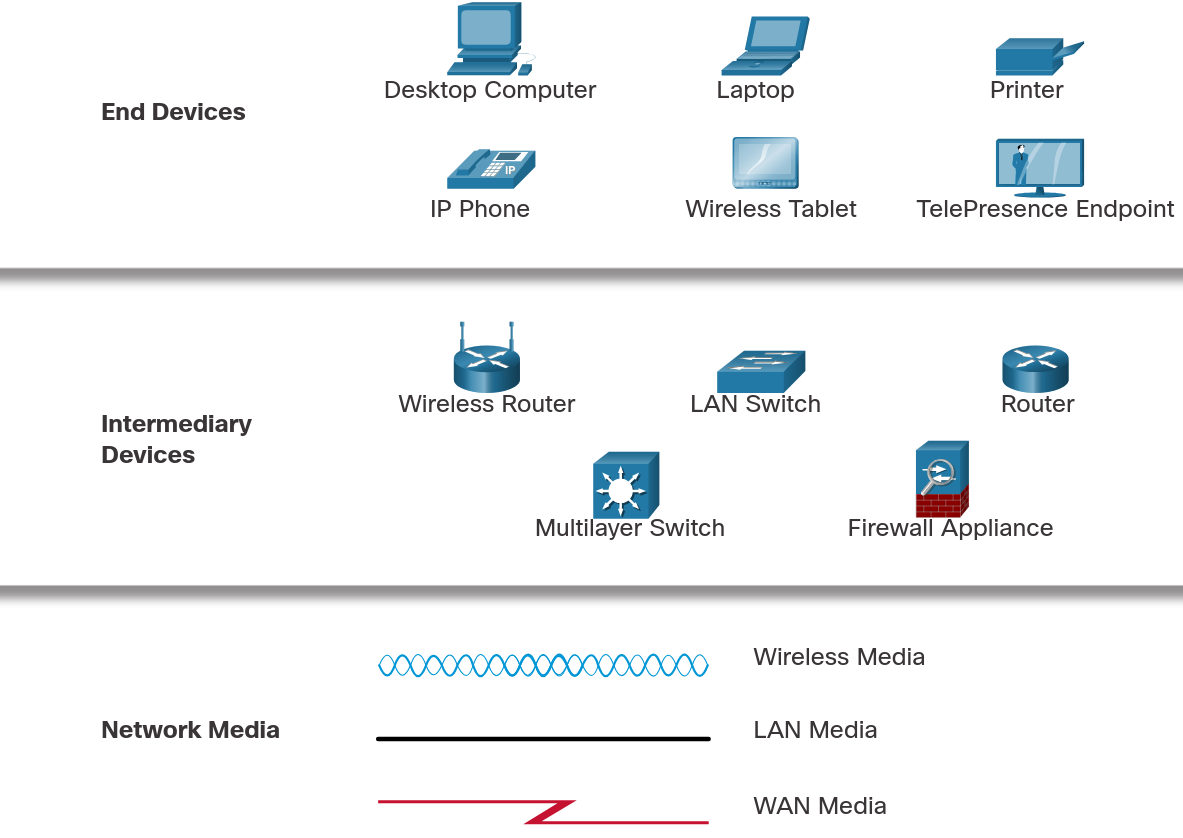 Desktop Computer
Laptop
Printer
End Devices
IP
IP Phone
Wireless Tablet
TelePresence Endpoint
Wireless Router
LAN Switch
Router
Intermediary
Devices
Multilayer Switch
Firewall Appliance
Wireless Media
Network Media
LAN Media
WAN Media